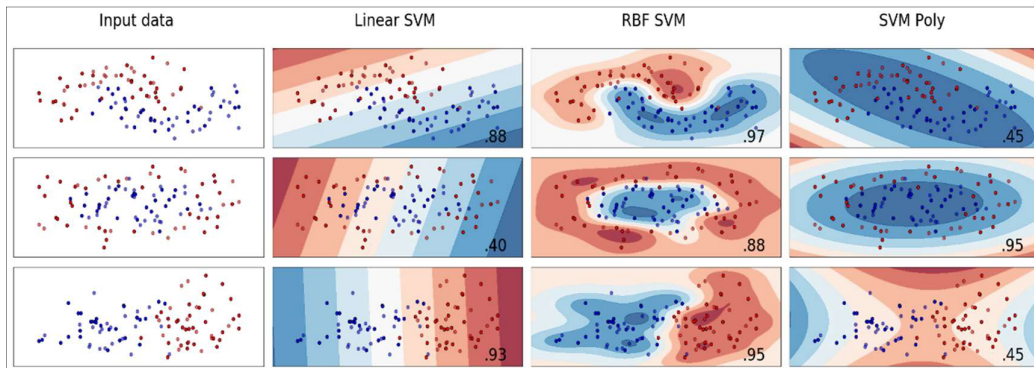 Input data Linear SVM RBF SVM SVM Poly
.88 .97 .45
.40 .88 .95
.93 .95 .45